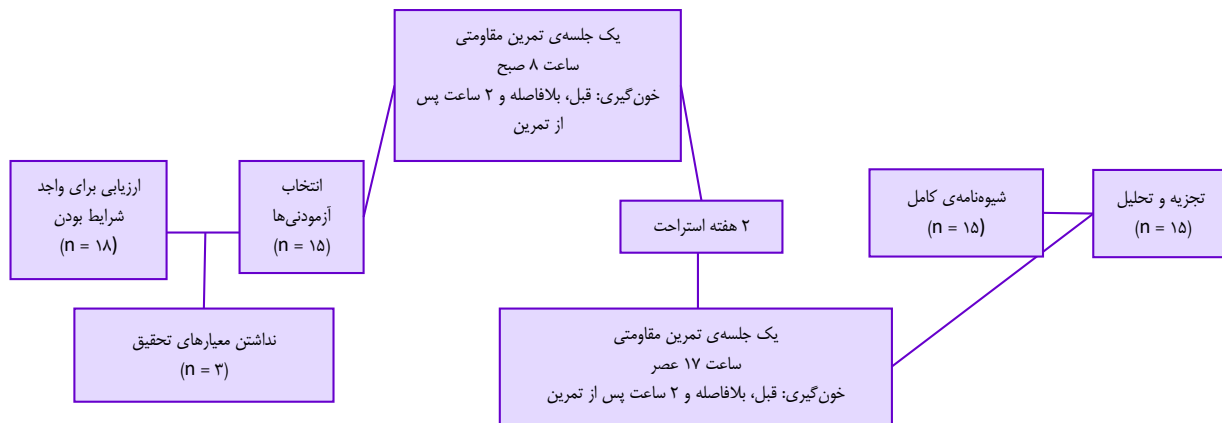 ارزیابی برای واجد
شرایط بودن
(n = ۱۸)
نداشتن معیارهای تحقیق
(n = ۳)
انتخاب
آزمودنی‌ها
(n = ۱۵)
یک جلسه‌ی تمرین مقاومتی
ساعت ۸ صبح
خون‌گیری: قبل، بلافاصله و ۲ ساعت پس
از تمرین
۲ هفته استراحت
یک جلسه‌ی تمرین مقاومتی
ساعت ۱۷ عصر
خون‌گیری: قبل، بلافاصله و ۲ ساعت پس از تمرین
شیوه‌نامه‌ی کامل
(n = ۱۵)
تجزیه و تحلیل
(n = ۱۵)